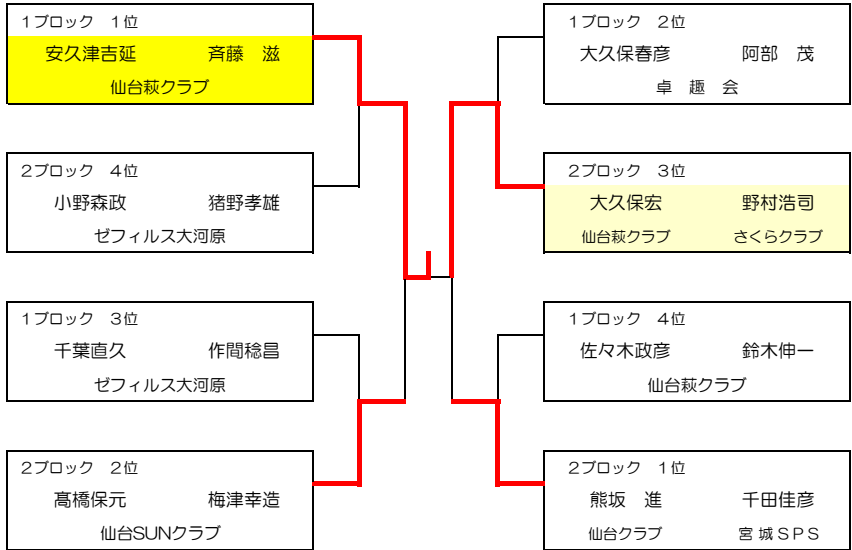 1ブロック 1位
安久津吉延 斉藤 滋
仙台萩クラブ
2ブロック 4位
小野森政 猪野孝雄
ゼフィルス大河原
1ブロック 3位
千葉直久 作間稔昌
ゼフィルス大河原
2ブロック 2位
髙橋保元 梅津幸造
仙台SUNクラブ
1ブロック 2位
大久保春彦 阿部 茂
卓 趣 会
2ブロック 3位
大久保宏 野村浩司
仙台萩クラブ さくらクラブ
1ブロック 4位
佐々木政彦 鈴木伸一
仙台萩クラブ
2ブロック 1位
熊坂 進 千田佳彦
仙台クラブ 宮城SPS